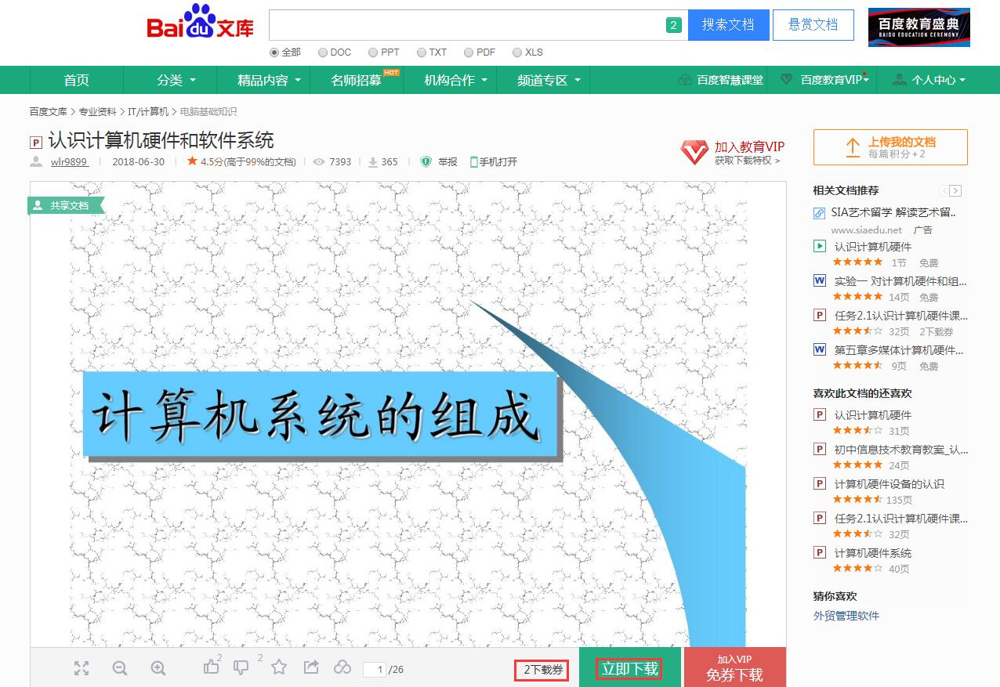 Bai du 文库
2 搜索文档 悬赏文档 百度教育盛典
BAIDU EDUCATION CEREMONY
全部 DOC PPT TXT PDF XLS
首页 分类 精品内容 名师招募 HOT 机构合作 频道专区 百度智慧课堂 百度教育VIP 个人中心
百度文库 > 专业资料 > IT/计算机 > 电脑基础知识
P 认识计算机硬件和软件系统
wlr9899 2018-06-30 4.5分(高于99%的文档) 7393 365 举报 手机打开
加入教育VIP
获取下载特权 >
共享文档
计算机系统的组成
2 2 1 /26
2下载券 立即下载
加入VIP
免券下载
上传我的文档
每篇积分+2
相关文档推荐
SIA艺术留学 解读艺术留..
www.siaedu.net 广告
认识计算机硬件
1节 免费
W 实验一 对计算机硬件和组...
14页 免费
P 任务2.1认识计算机硬件课...
32页 2下载券
W 第五章多媒体计算机硬件...
9页 免费
喜欢此文档的还喜欢
P 认识计算机硬件
31页
P 初中信息技术教育教案_认...
24页
P 计算机硬件设备的认识
135页
P 任务2.1认识计算机硬件课...
32页
P 计算机硬件系统
40页
猜你喜欢
外贸管理软件